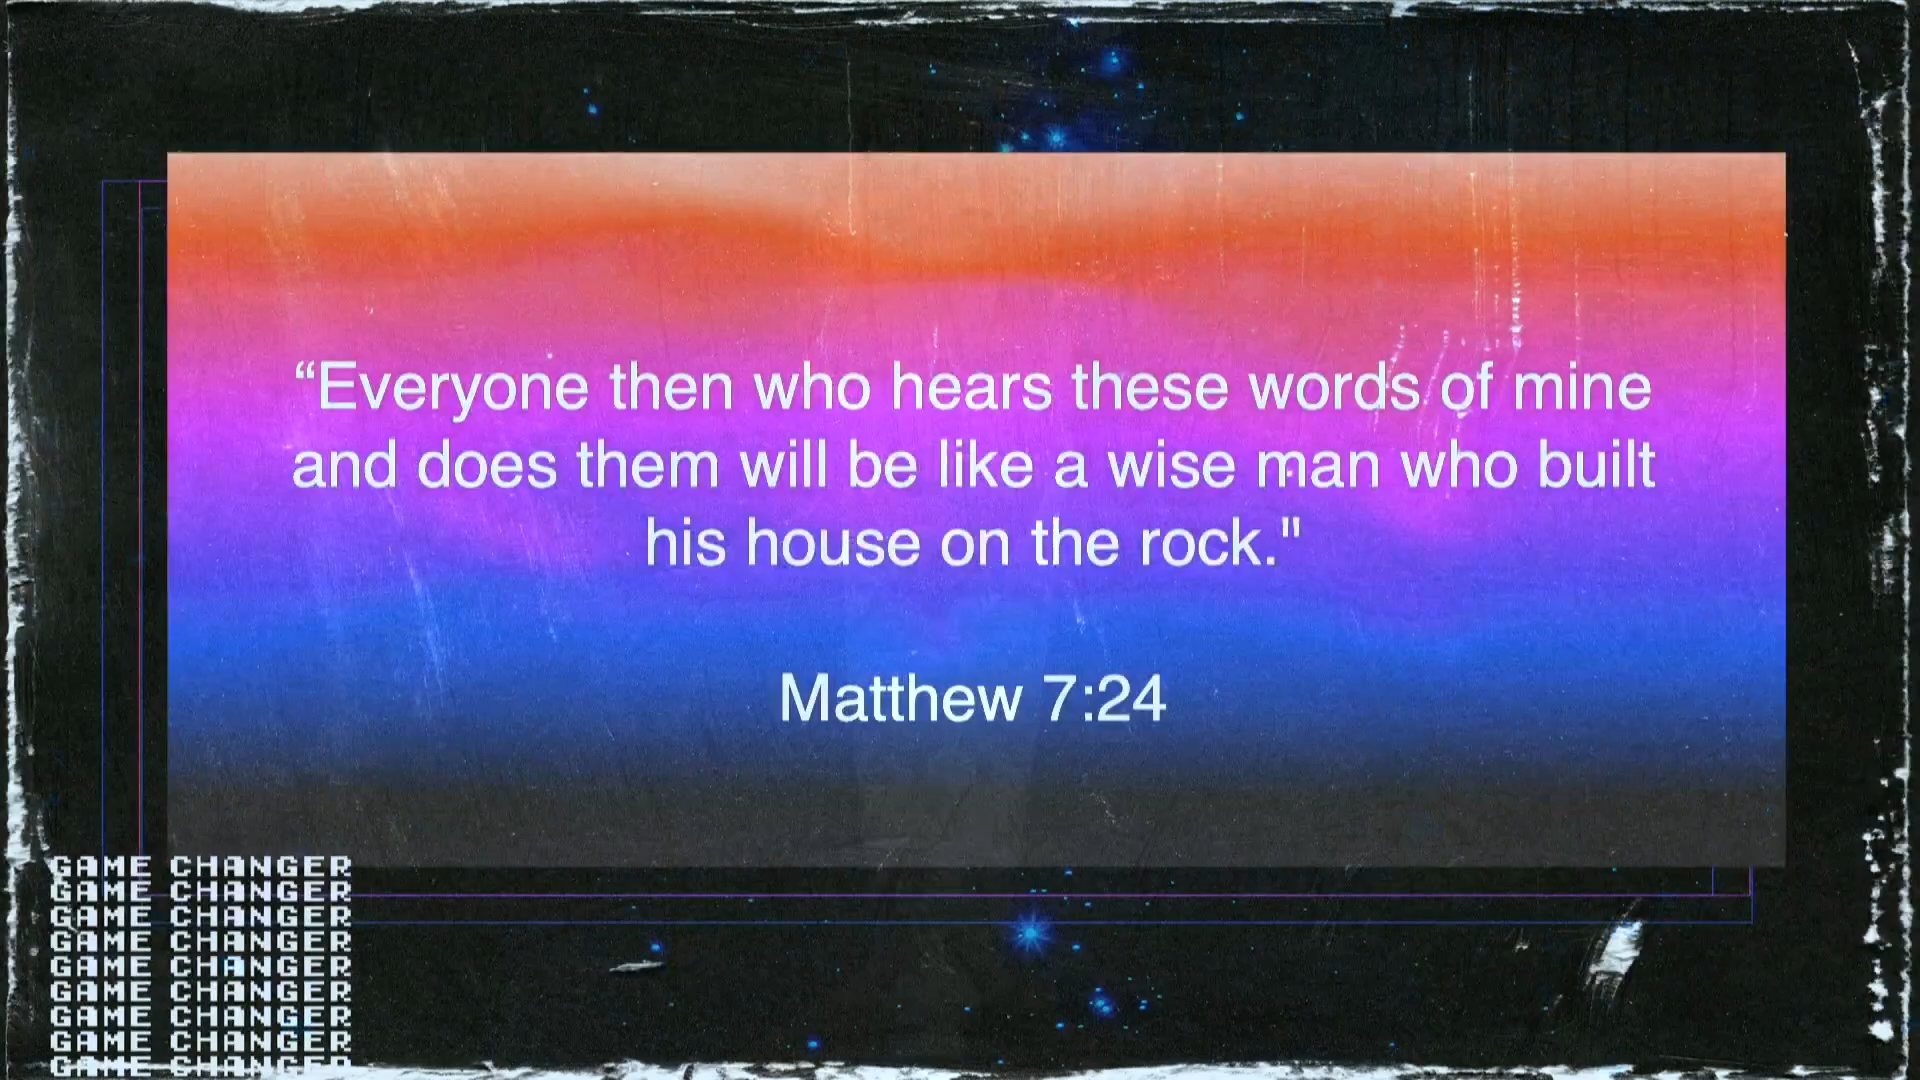 “Everyone then who hears these words of mine
and does them will be like a wise man who built
his house on the rock."
Matthew 7:24
GAME CHANGER
GAME CHANGER
GAME CHANGER
GAME CHANGER
GAME CHANGER
GAME CHANGER
GAME CHANGER
GAME CHANGER
GAME CHANGER